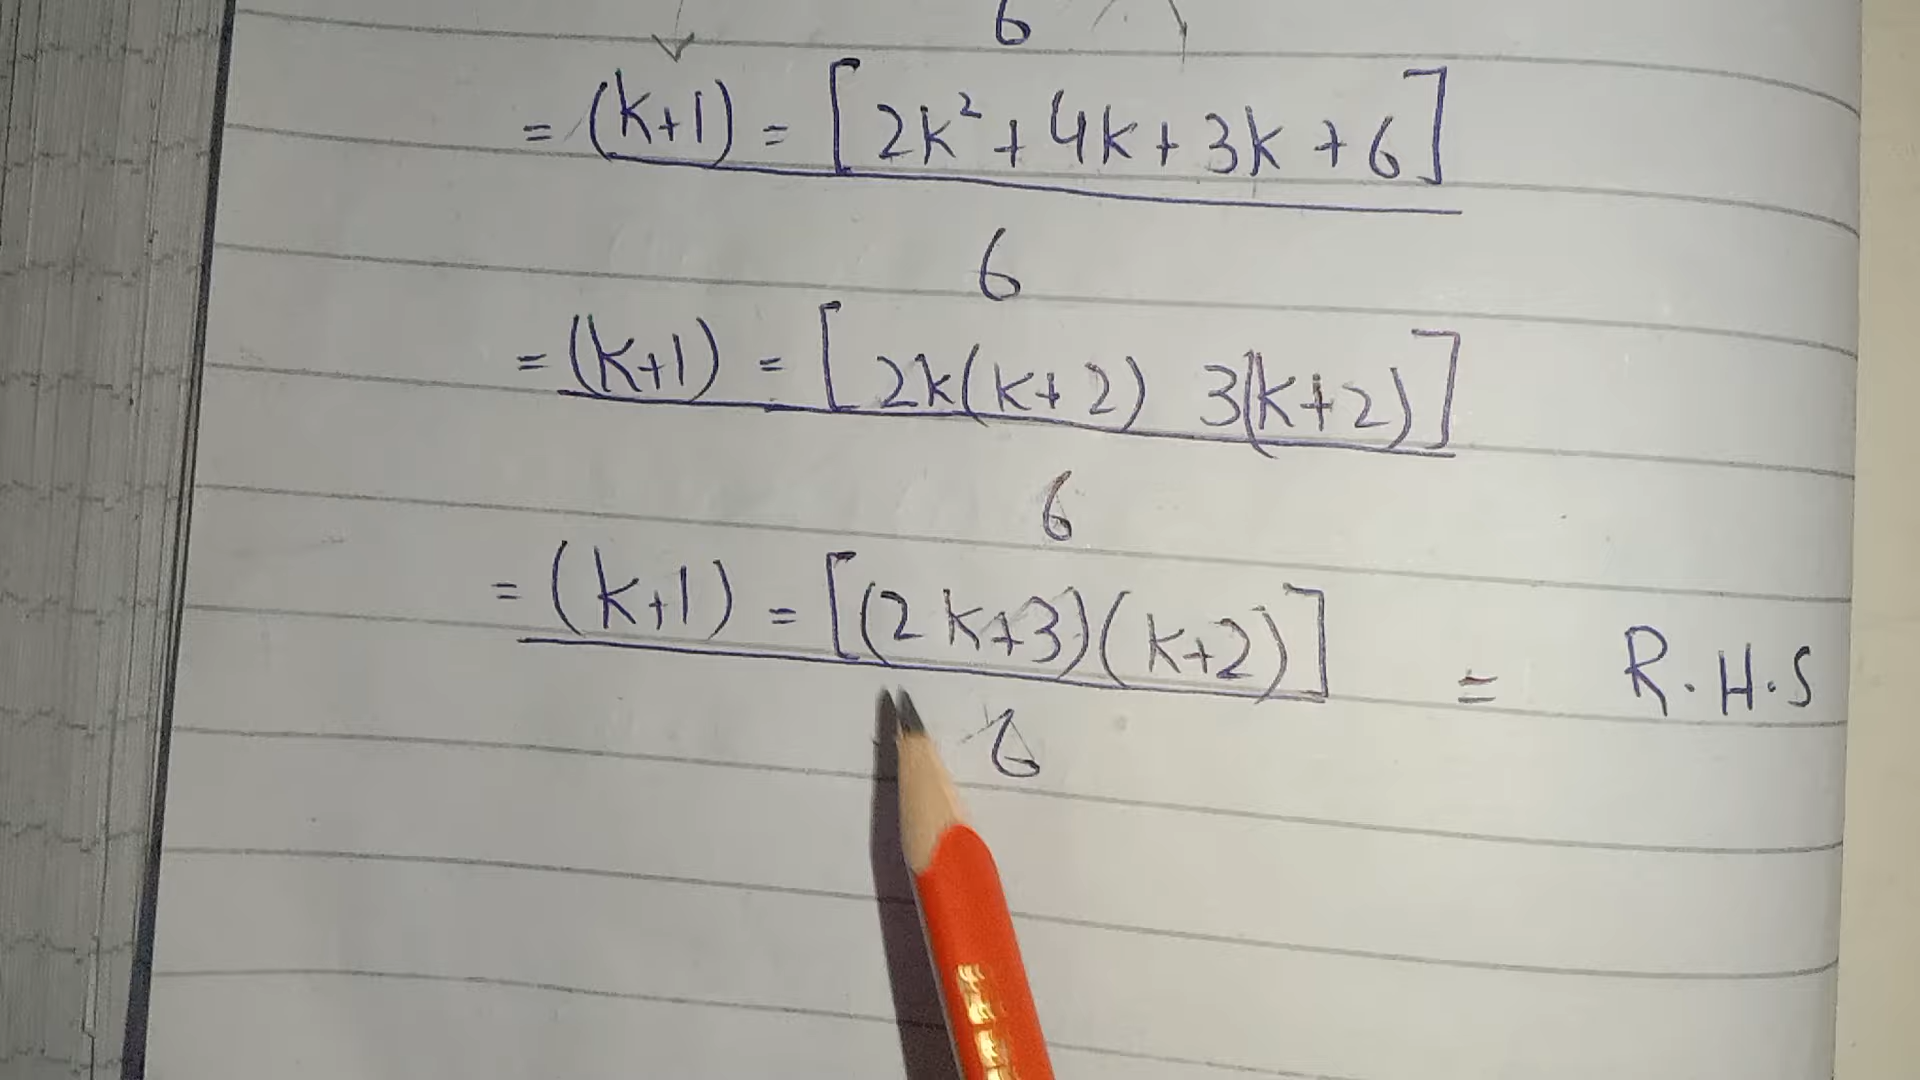 6
= (k+1) = [2k²+4k+3k+6]
6
= (k+1) = [2k(k+2) 3(k+2)]
6
= (k+1) = [(2k+3)(k+2)] = R.H.S
6